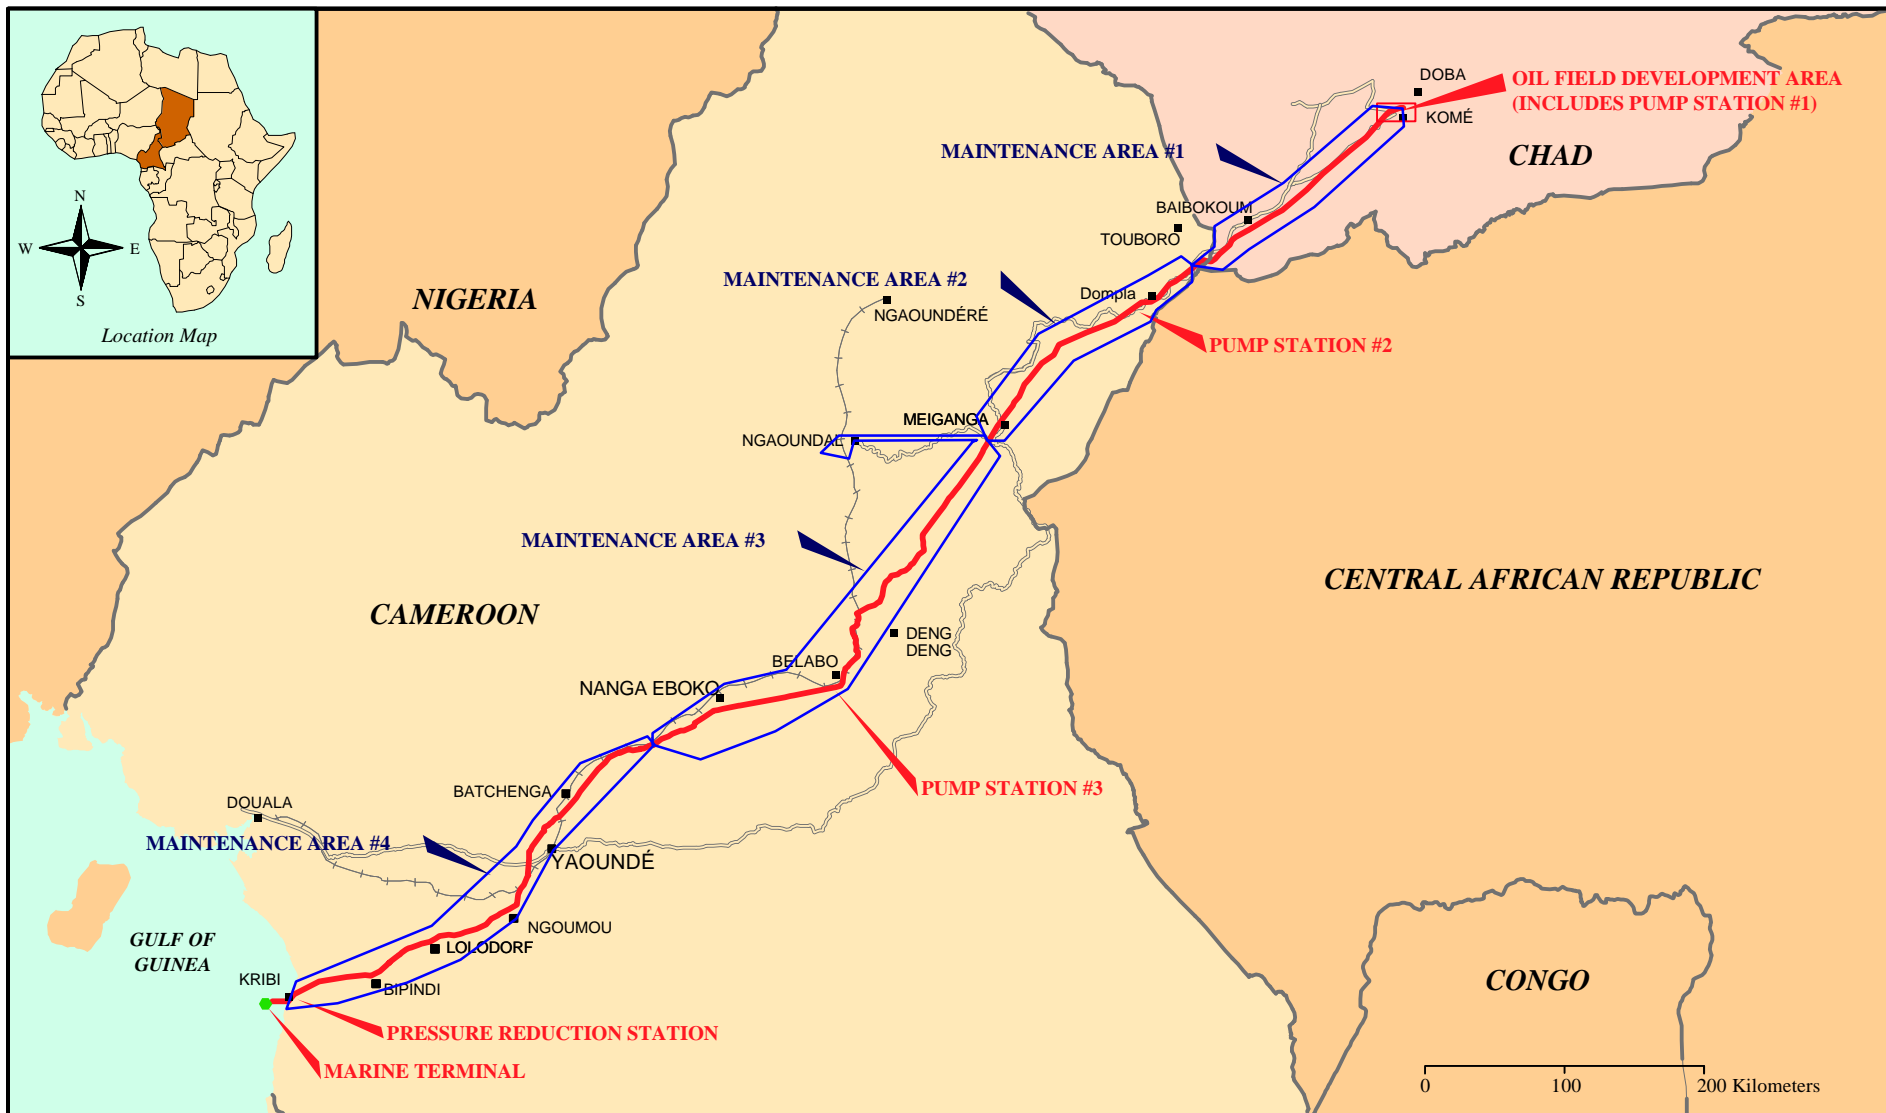 DOBA
OIL FIELD DEVELOPMENT AREA
(INCLUDES PUMP STATION #1)
KOMÉ
MAINTENANCE AREA #1
CHAD
N
W
E
S
Location Map
BAIBOKOUM
TOUBORO
MAINTENANCE AREA #2
NIGERIA
Dompla
NGAOUNDÉRÉ
PUMP STATION #2
MEIGANGA
NGAOUNDAL
MAINTENANCE AREA #3
CENTRAL AFRICAN REPUBLIC
CAMEROON
DENG
DENG
BELABO
NANGA EBOKO
PUMP STATION #3
BATCHENGA
DOUALA
MAINTENANCE AREA #4
YAOUNDÉ
NGOUMOU
GULF OF
GUINEA
LOLODORF
KRIBI
BIPINDI
CONGO
PRESSURE REDUCTION STATION
MARINE TERMINAL
0
100
200 Kilometers